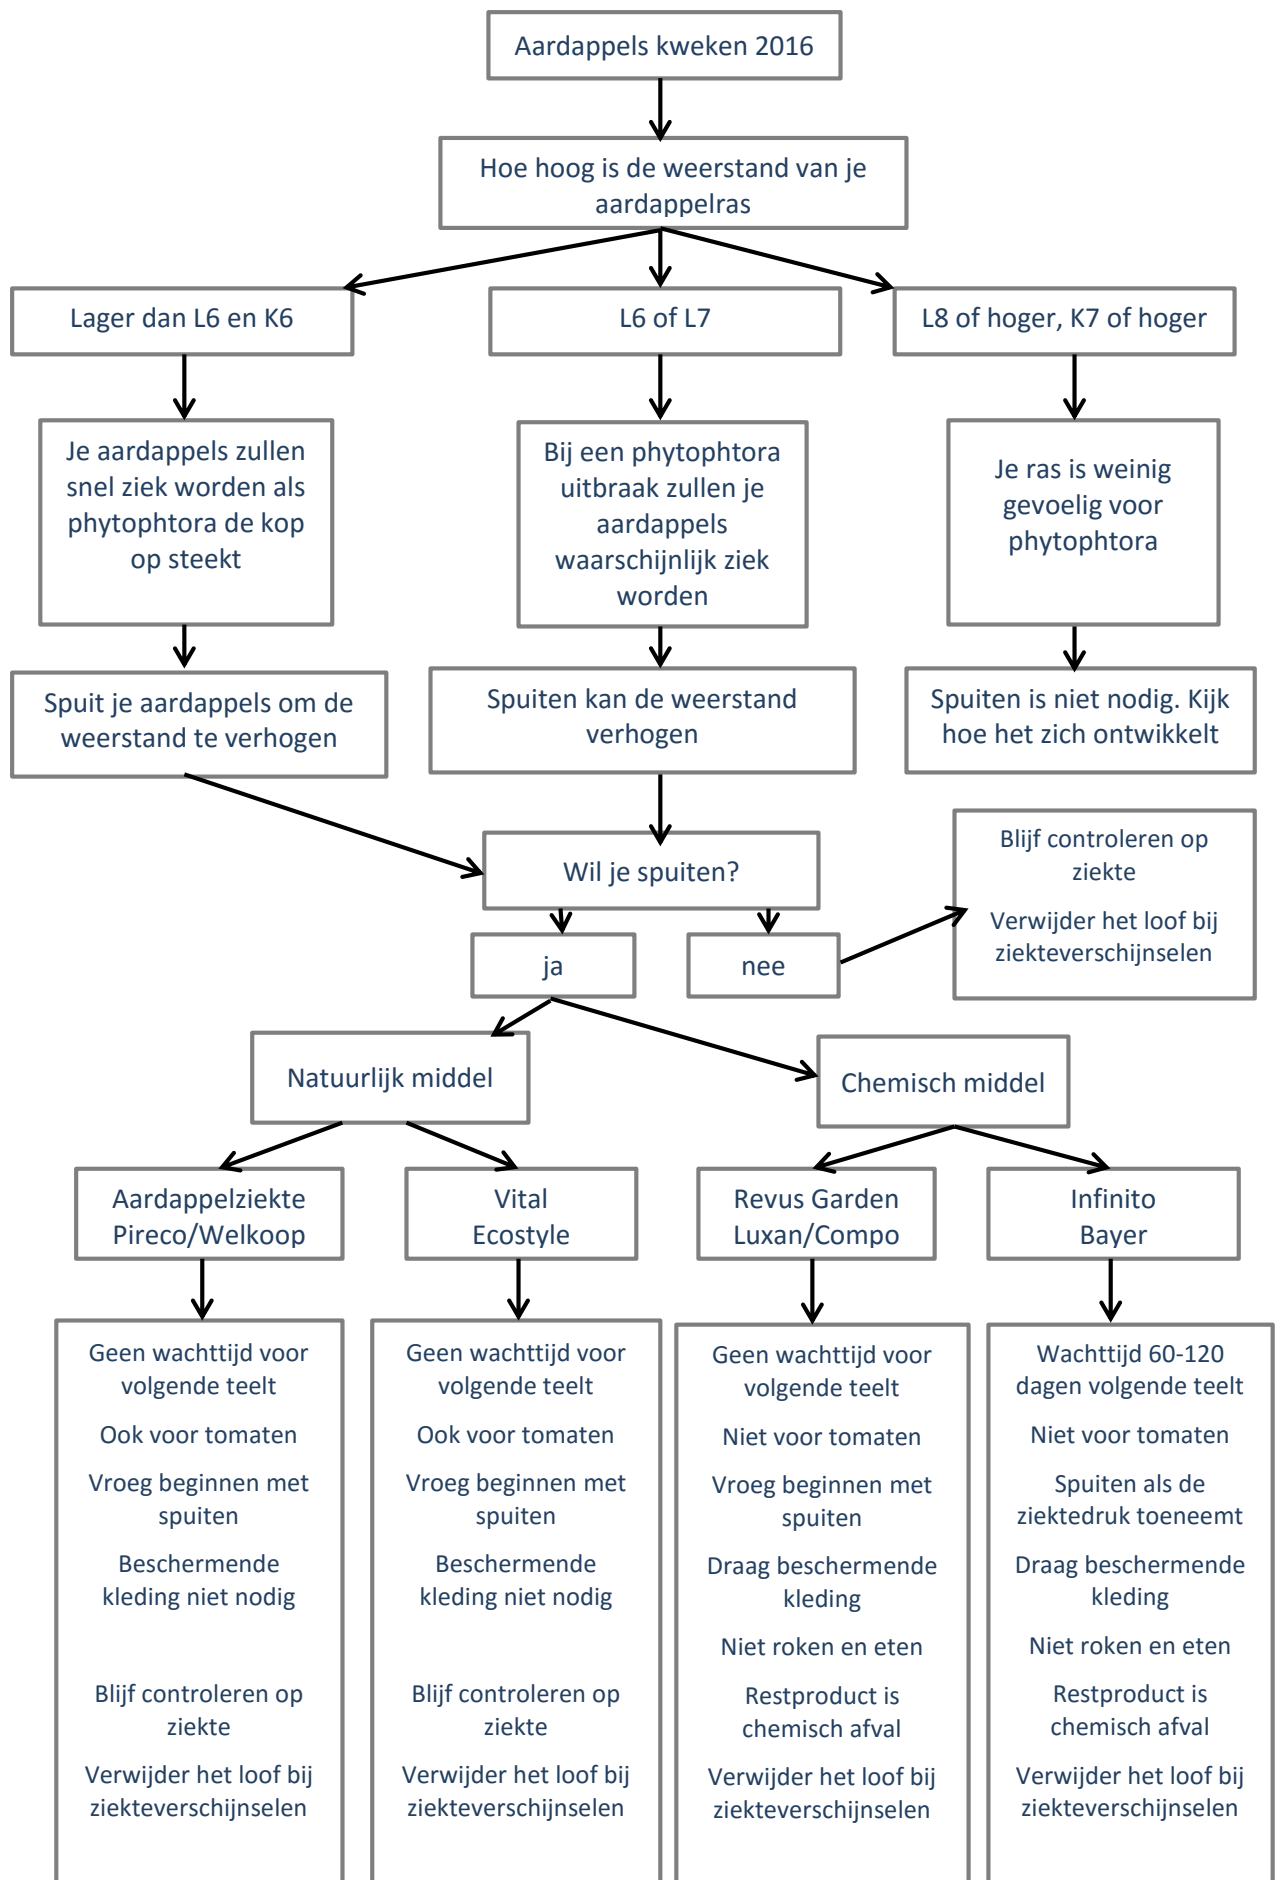 Aardappels kweken 2016
Hoe hoog is de weerstand van je
aardappelras
Lager dan L6 en K6
L6 of L7
L8 of hoger, K7 of hoger
Je aardappels zullen
snel ziek worden als
phytophtora de kop
op steekt
Bij een phytophtora
uitbraak zullen je
aardappels
waarschijnlijk ziek
worden
Je ras is weinig
gevoelig voor
phytophtora
Spuit je aardappels om de
weerstand te verhogen
Spuiten kan de weerstand
verhogen
Spuiten is niet nodig. Kijk
hoe het zich ontwikkelt
Wil je spuiten?
Blijf controleren op
ziekte
Verwijder het loof bij
ziekteverschijnselen
ja
nee
Natuurlijk middel
Chemisch middel
Aardappelziekte
Pireco/Welkoop
Vital
Ecostyle
Revus Garden
Luxan/Compo
Infinito
Bayer
Geen wachttijd voor
volgende teelt
Ook voor tomaten
Vroeg beginnen met
spuiten
Beschermende
kleding niet nodig
Blijf controleren op
ziekte
Verwijder het loof bij
ziekteverschijnselen
Geen wachttijd voor
volgende teelt
Ook voor tomaten
Vroeg beginnen met
spuiten
Beschermende
kleding niet nodig
Blijf controleren op
ziekte
Verwijder het loof bij
ziekteverschijnselen
Geen wachttijd voor
volgende teelt
Niet voor tomaten
Vroeg beginnen met
spuiten
Draag beschermende
kleding
Niet roken en eten
Restproduct is
chemisch afval
Verwijder het loof bij
ziekteverschijnselen
Wachttijd 60-120
dagen volgende teelt
Niet voor tomaten
Spuiten als de
ziektedruk toeneemt
Draag beschermende
kleding
Niet roken en eten
Restproduct is
chemisch afval
Verwijder het loof bij
ziekteverschijnselen